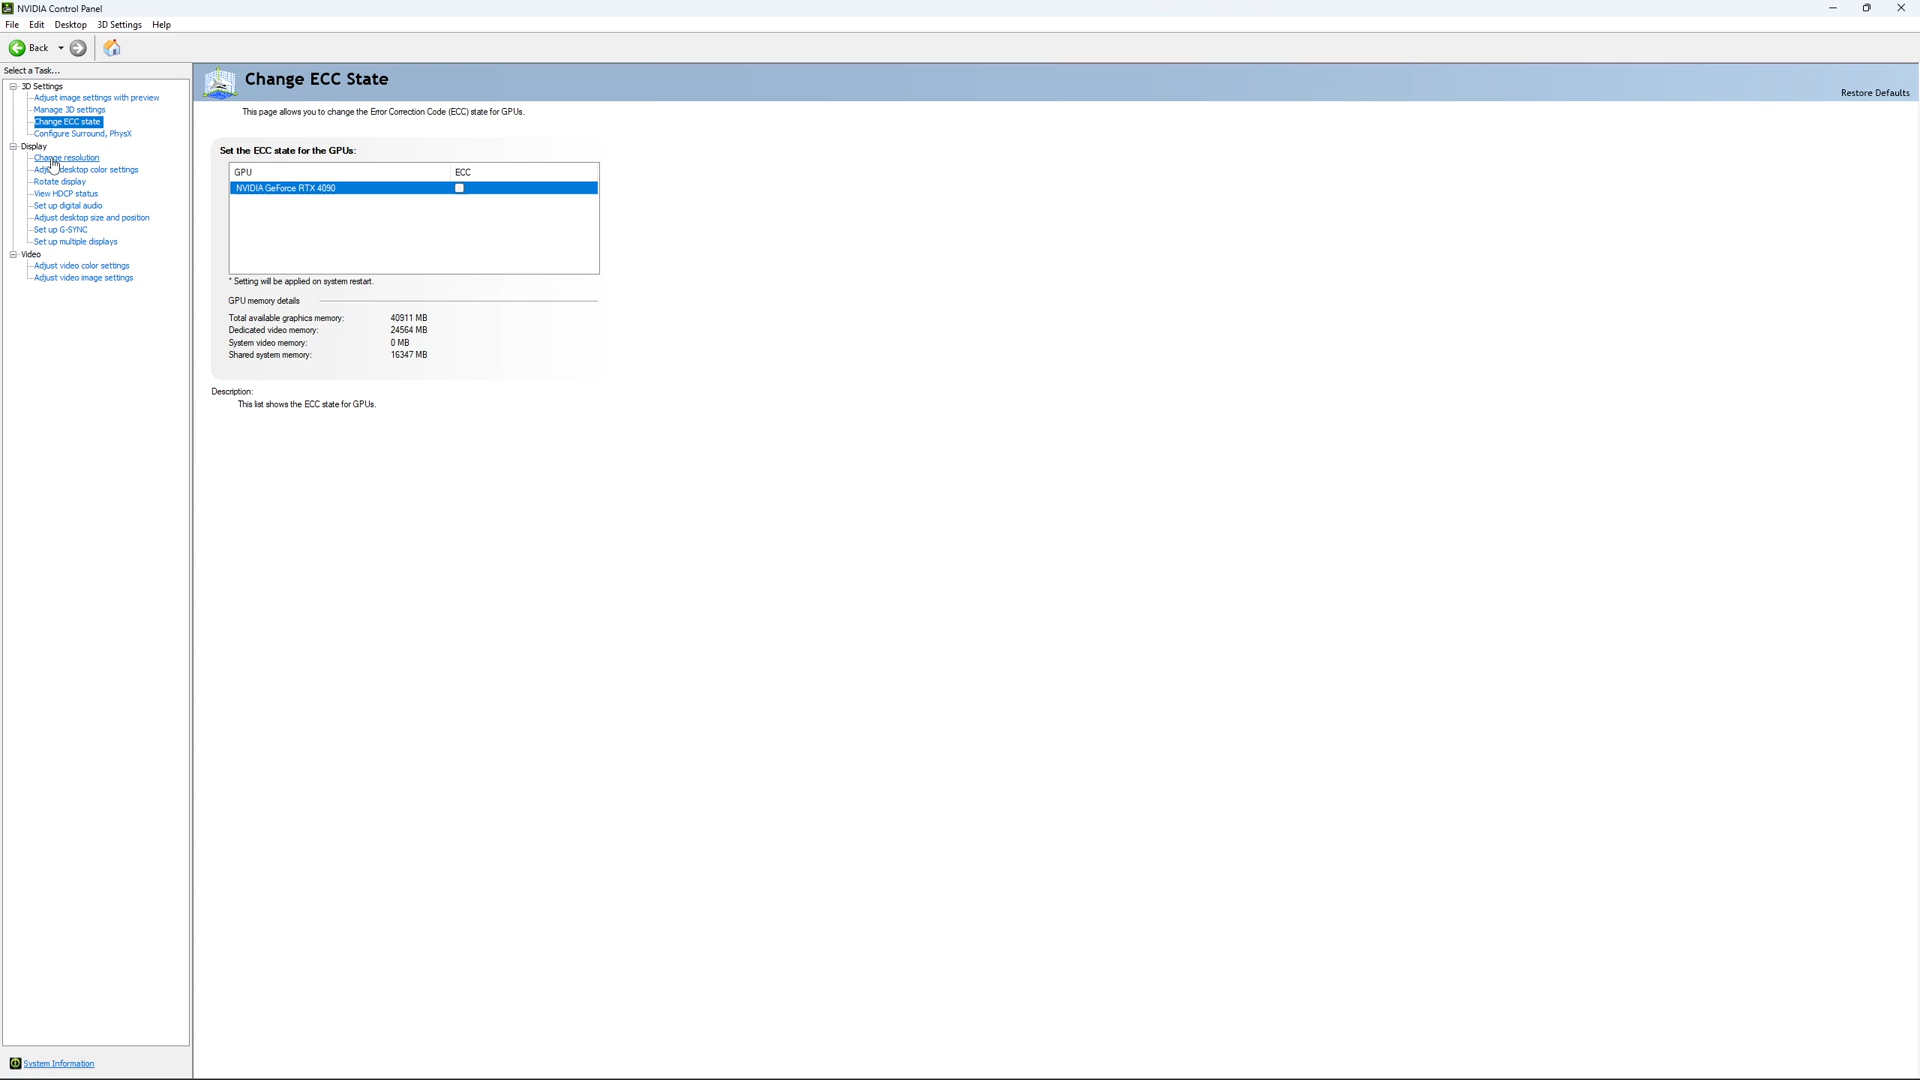 NVIDIA Control Panel
File Edit Desktop 3D Settings Help
Back
Select a Task...
3D Settings
Adjust image settings with preview
Manage 3D settings
Change ECC state
Configure Surround, PhysX
Display
Change resolution
Adjust desktop color settings
Rotate display
View HDCP status
Set up digital audio
Adjust desktop size and position
Set up G-SYNC
Set up multiple displays
Video
Adjust video color settings
Adjust video image settings
System Information
Change ECC State
Restore Defaults
This page allows you to change the Error Correction Code (ECC) state for GPUs.
Set the ECC state for the GPUs:
GPU ECC
NVIDIA GeForce RTX 4090
* Setting will be applied on system restart.
GPU memory details
Total available graphics memory: 40911 MB
Dedicated video memory: 24564 MB
System video memory: 0 MB
Shared system memory: 16347 MB
Description:
This list shows the ECC state for GPUs.